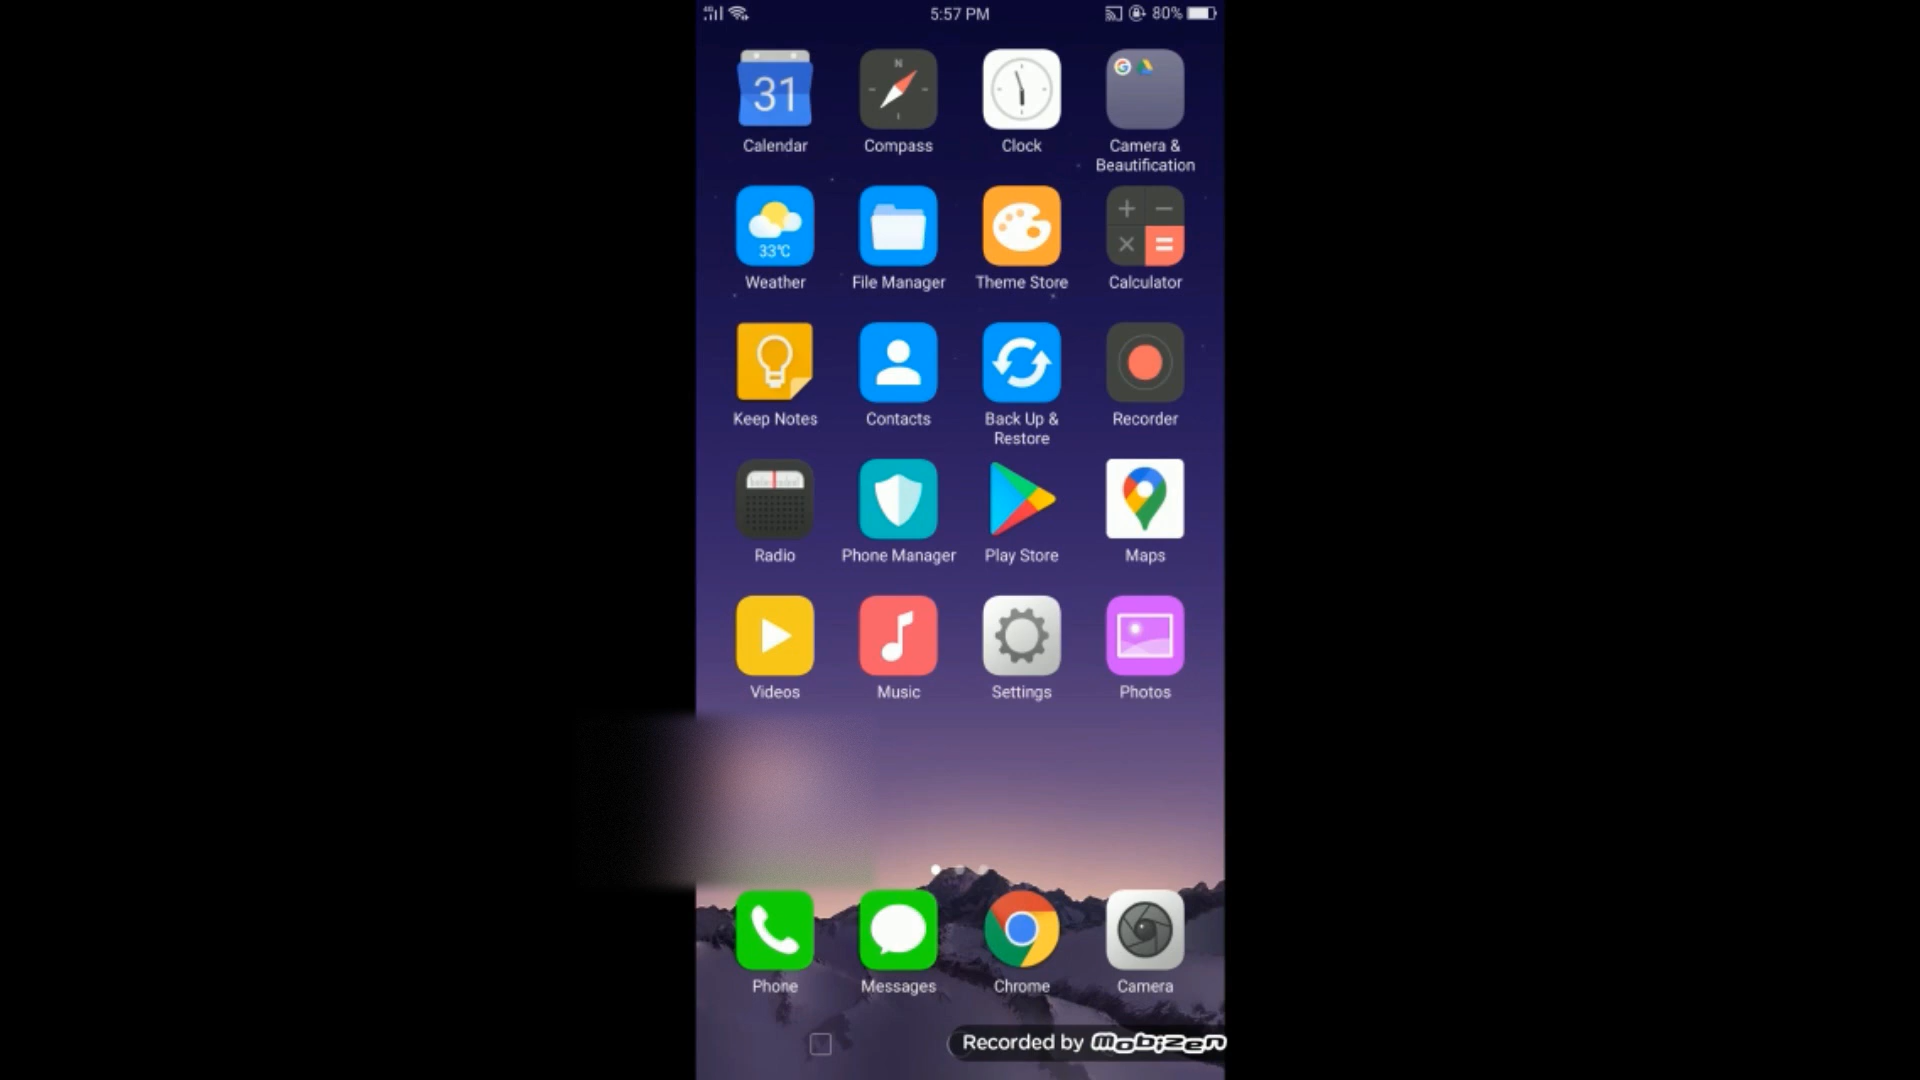 5:57 PM
80%
31
N
Calendar
Compass
Clock
Camera &
Beautification
33°C
Weather
File Manager
Theme Store
Calculator
Keep Notes
Contacts
Back Up &
Restore
Recorder
Radio
Phone Manager
Play Store
Maps
Videos
Music
Settings
Photos
Phone
Messages
Chrome
Camera
Recorded by Mobizen